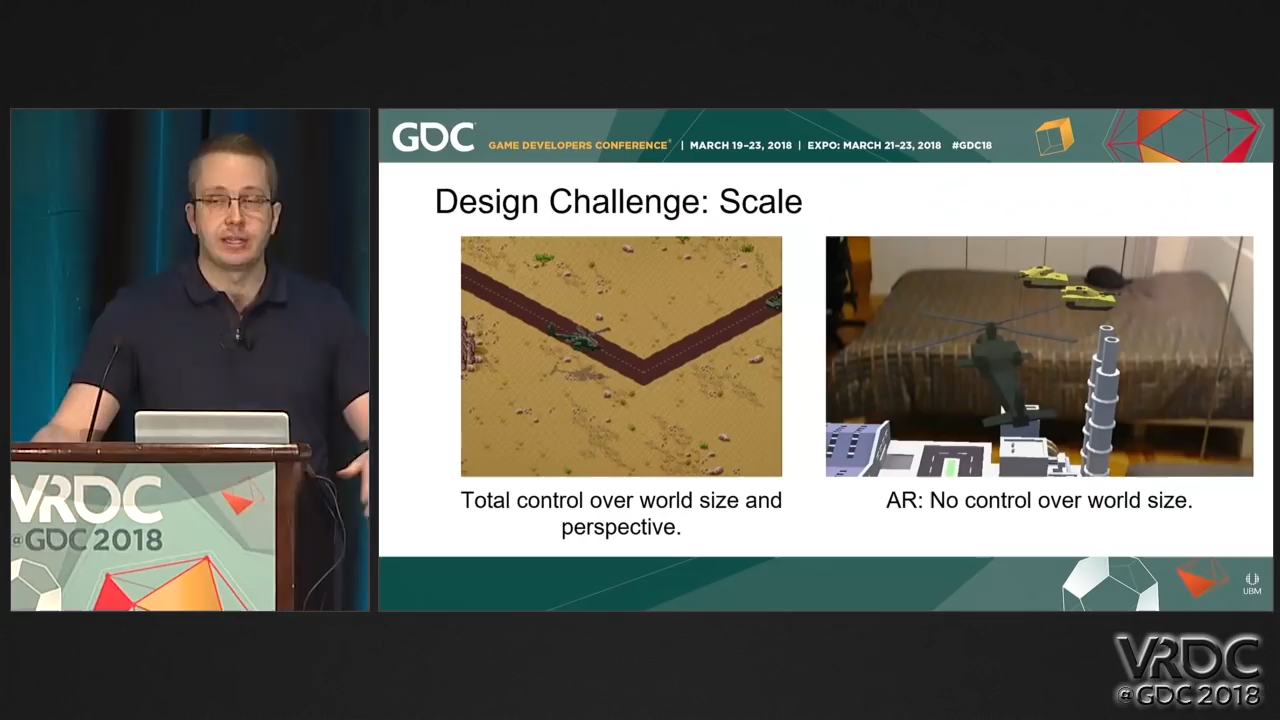 GDC
GAME DEVELOPERS CONFERENCE® | MARCH 19–23, 2018 | EXPO: MARCH 21–23, 2018 #GDC18
Design Challenge: Scale
Total control over world size and
perspective.
AR: No control over world size.
VRDC
@GDC 2018
UBM
VRDC
@GDC 2018